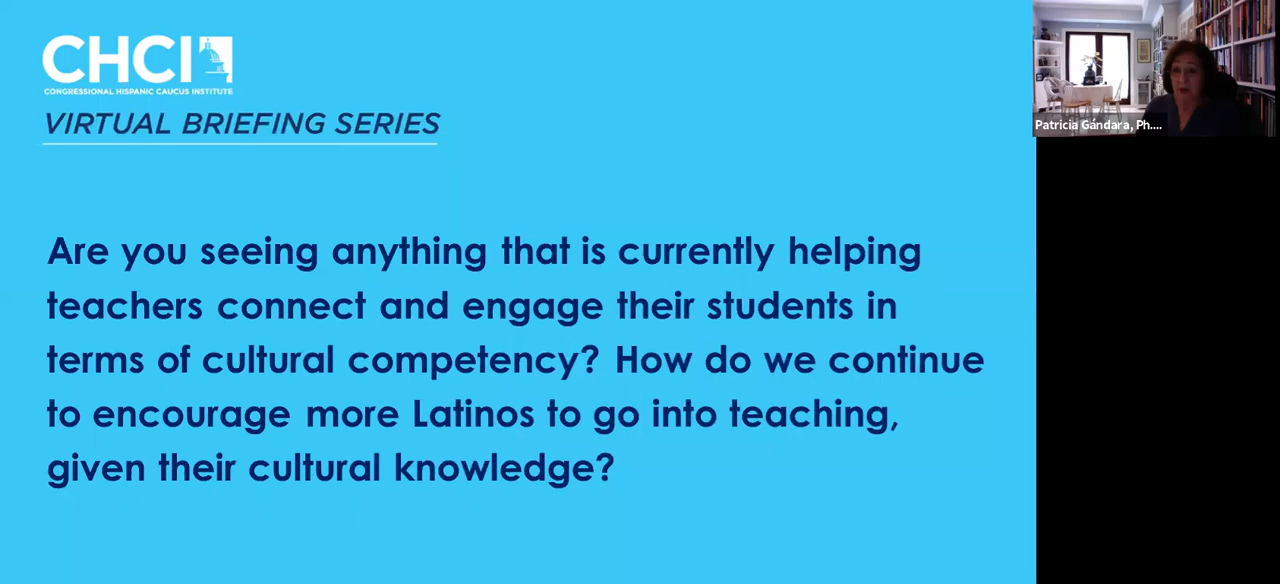 CHCI
CONGRESSIONAL HISPANIC CAUCUS INSTITUTE
VIRTUAL BRIEFING SERIES
Patricia Gándara, Ph....
Are you seeing anything that is currently helping
teachers connect and engage their students in
terms of cultural competency? How do we continue
to encourage more Latinos to go into teaching,
given their cultural knowledge?